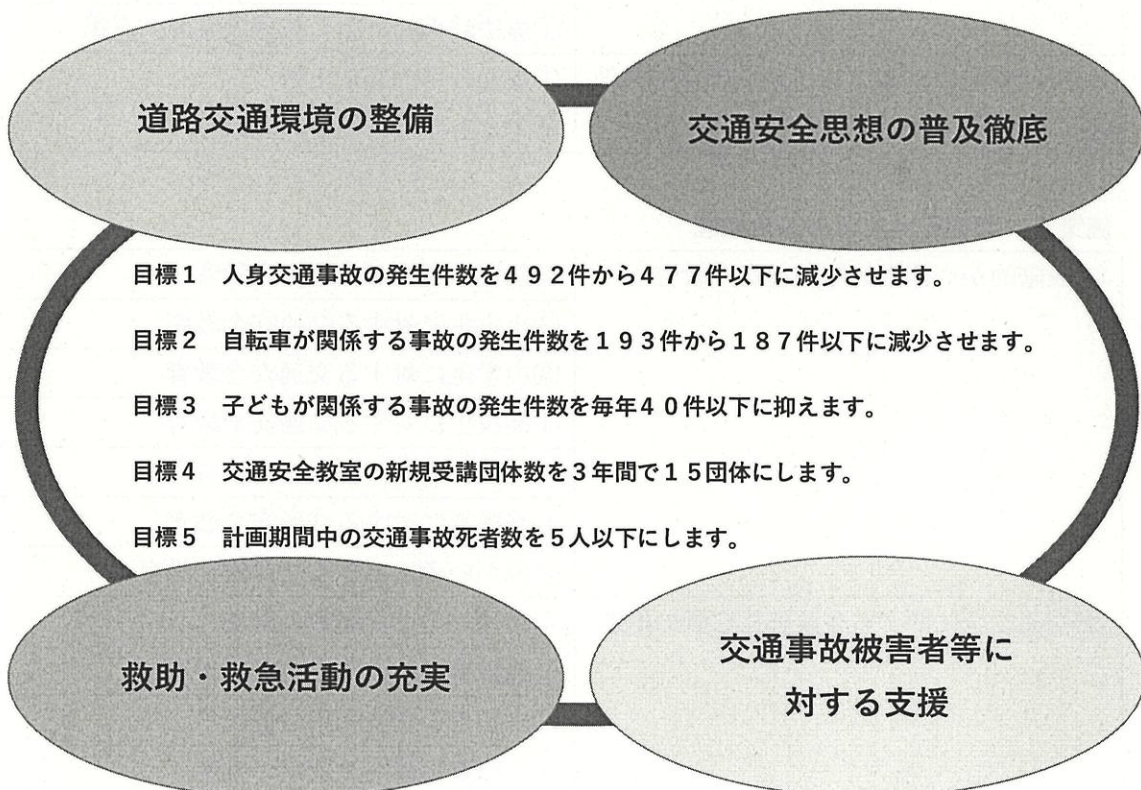 道路交通環境の整備
交通安全思想の普及徹底
目標1 人身交通事故の発生件数を492件から477件以下に減少させます。
目標2 自転車が関係する事故の発生件数を193件から187件以下に減少させます。
目標3 子どもが関係する事故の発生件数を毎年40件以下に抑えます。
目標4 交通安全教室の新規受講団体数を3年間で15団体にします。
目標5 計画期間中の交通事故死者数を5人以下にします。
救助・救急活動の充実
交通事故被害者等に
対する支援